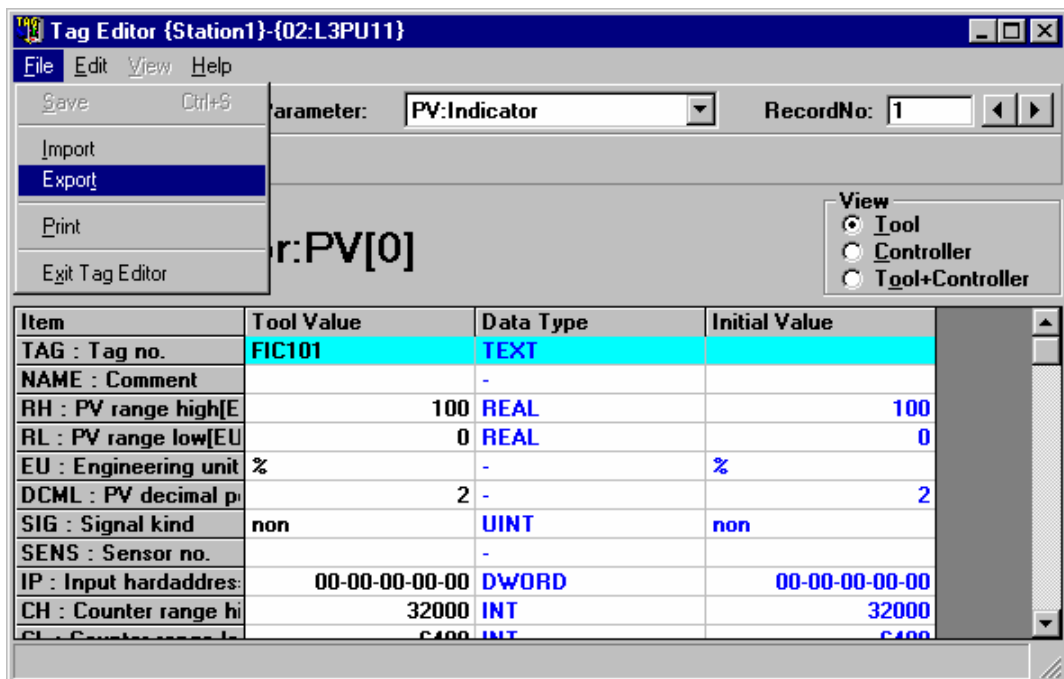 Tag Editor {Station1}-{02:L3PU11}
File Edit View Help
Save Ctrl+S
Import
Export
Print
Exit Tag Editor
arameter: PV:Indicator RecordNo: 1
r:PV[0]
View
Tool
Controller
Tool+Controller
Item Tool Value Data Type Initial Value
TAG : Tag no. FIC101 TEXT
NAME : Comment -
RH : PV range high[E 100 REAL 100
RL : PV range low[EU 0 REAL 0
EU : Engineering unit % - %
DCML : PV decimal p 2 - 2
SIG : Signal kind non UINT non
SENS : Sensor no. -
IP : Input hardaddres 00-00-00-00-00 DWORD 00-00-00-00-00
CH : Counter range hi 32000 INT 32000